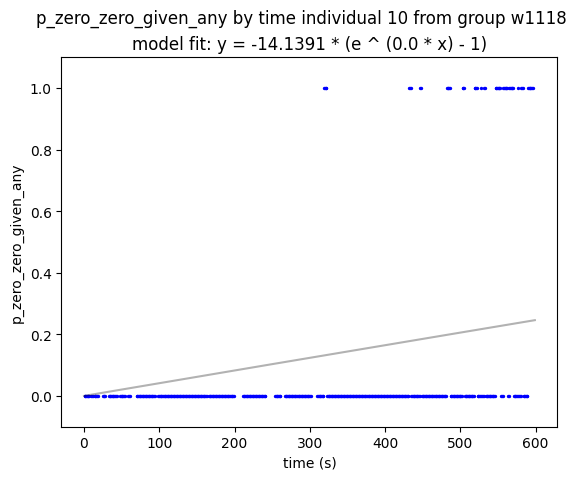 p_zero_zero_given_any by time individual 10 from group w1118
model fit: y = -14.1391 * (e ^ (0.0 * x) - 1)
p_zero_zero_given_any
1.0
0.8
0.6
0.4
0.2
0.0
0 100 200 300 400 500 600
time (s)